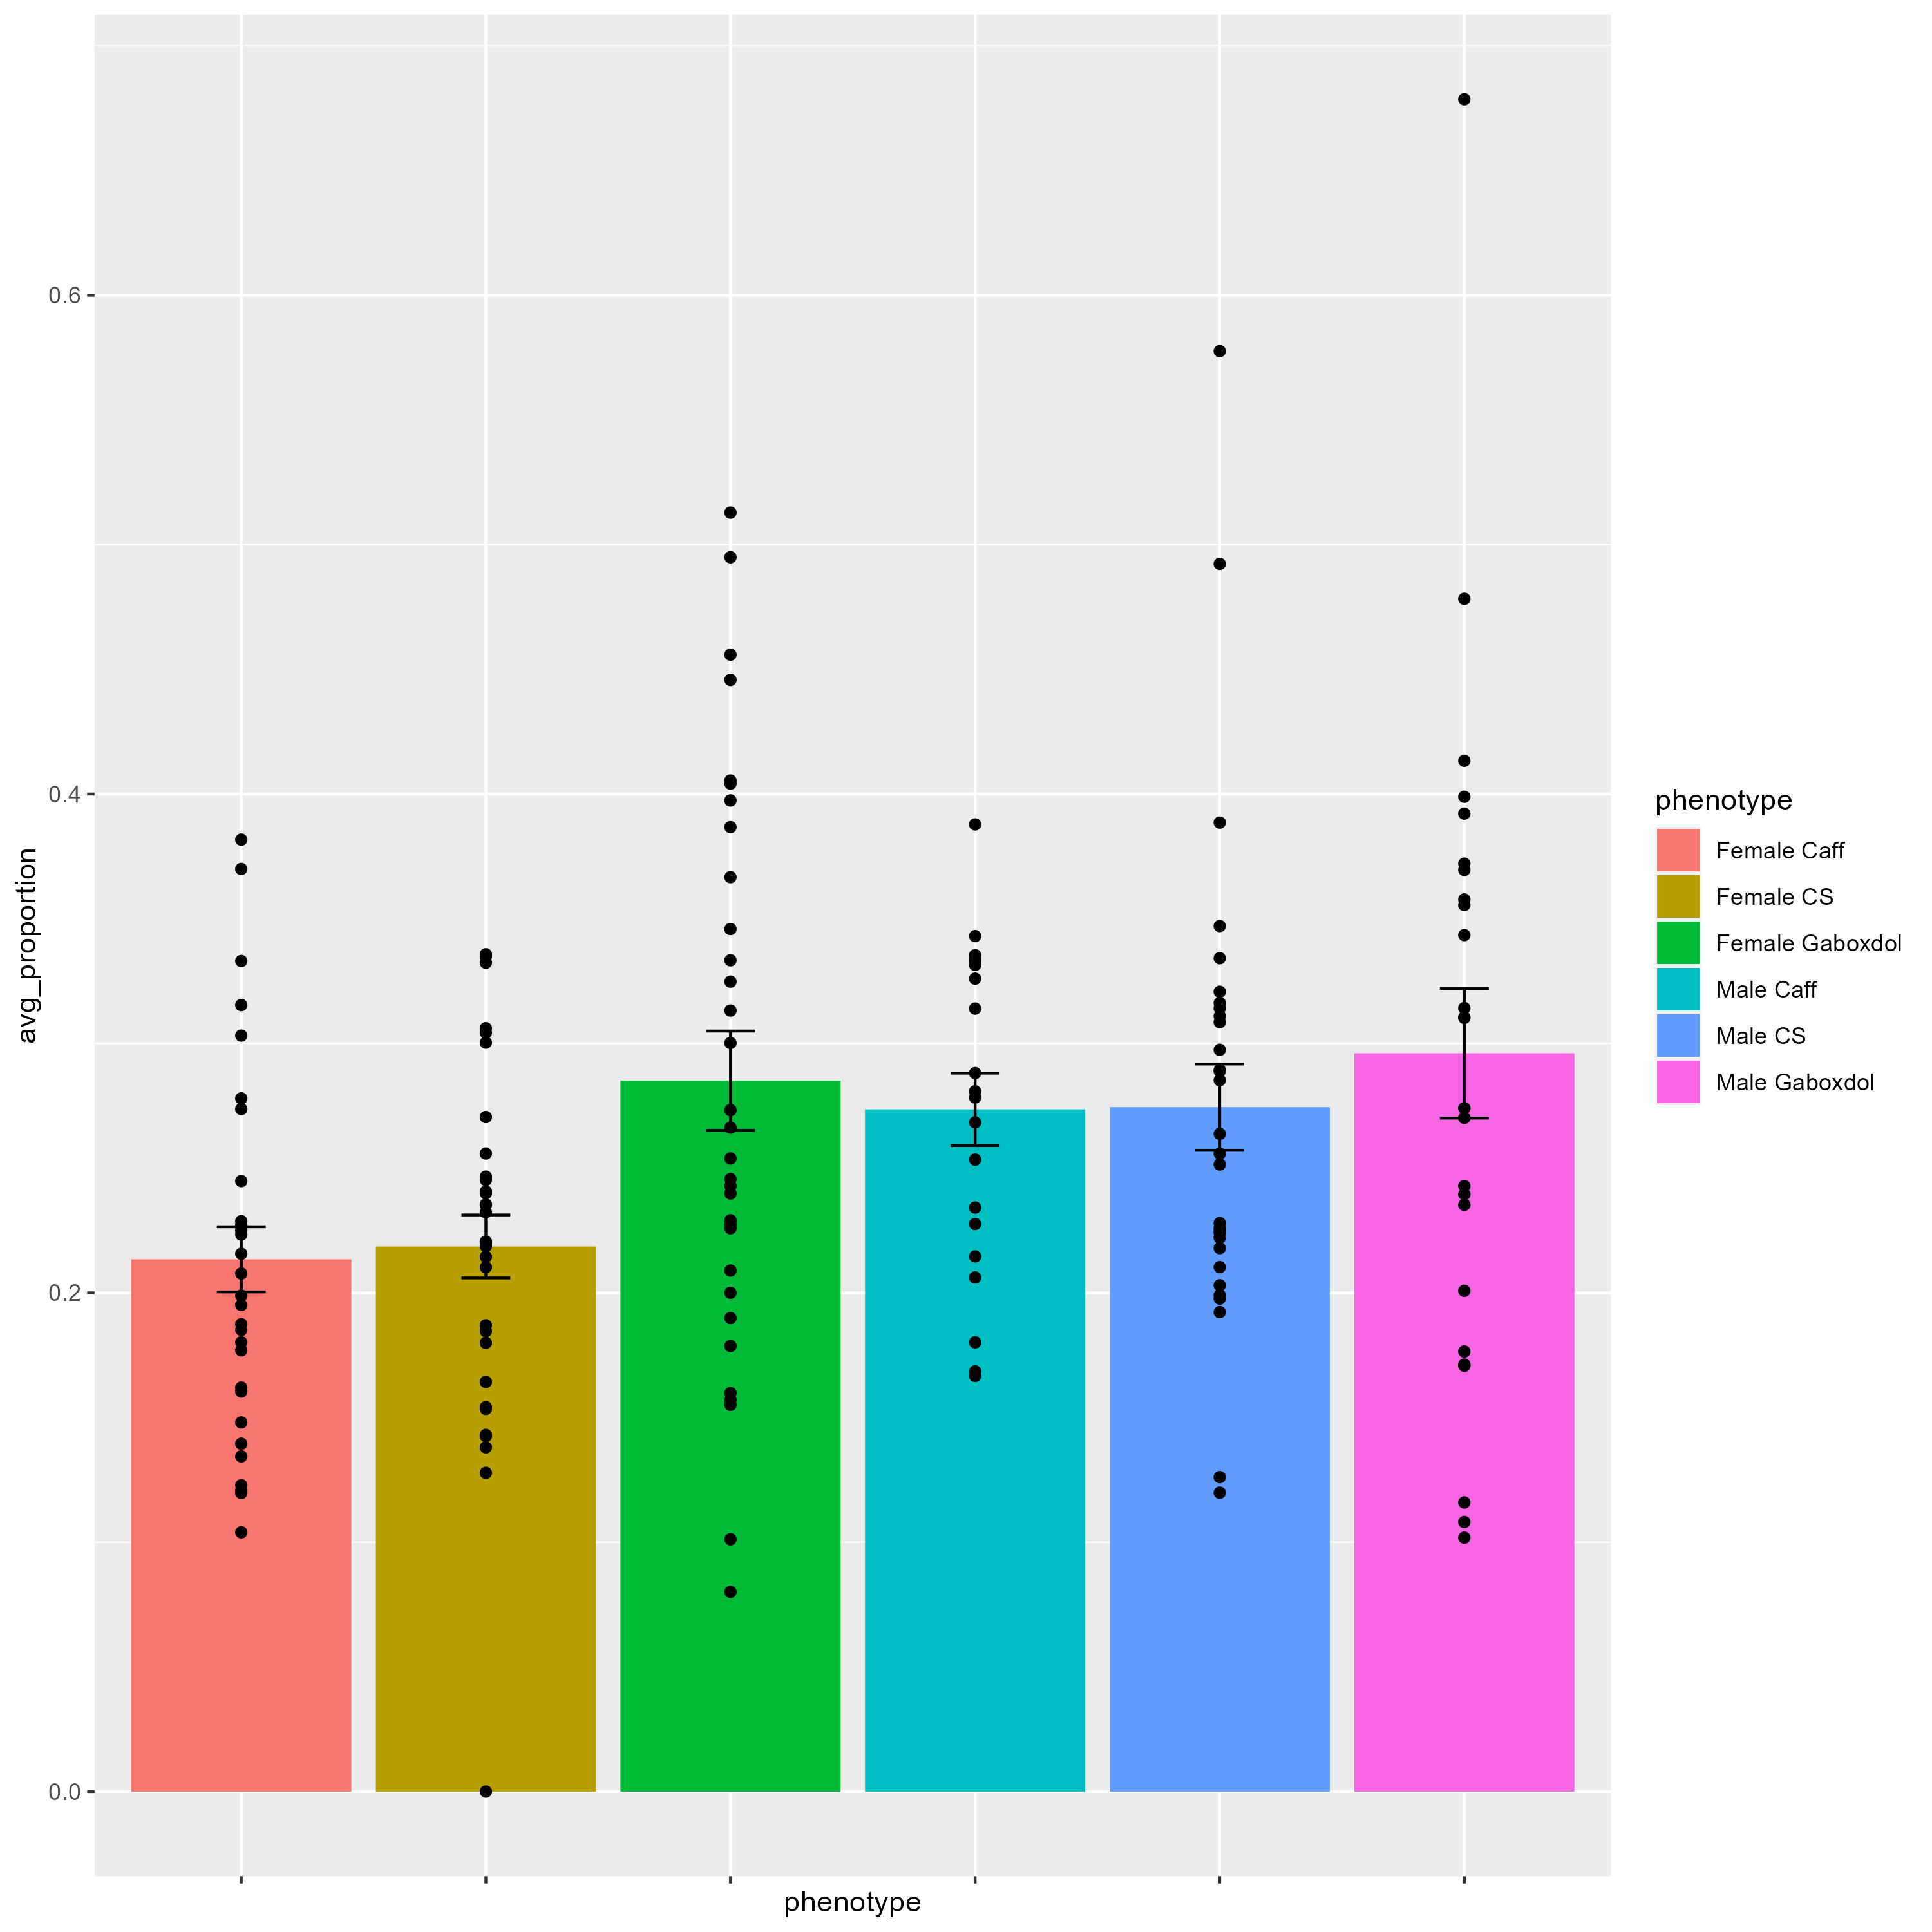 avg_proportion
0.6
0.4
0.2
0.0
phenotype
phenotype
Female Caff
Female CS
Female Gaboxdol
Male Caff
Male CS
Male Gaboxdol